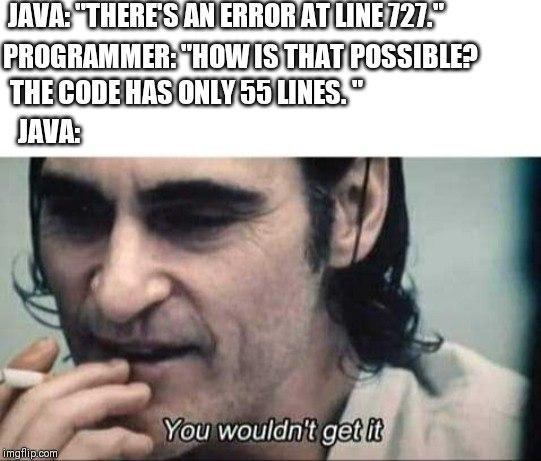 JAVA: "THERE'S AN ERROR AT LINE 727."
PROGRAMMER: "HOW IS THAT POSSIBLE?
THE CODE HAS ONLY 55 LINES. "
JAVA:
You wouldn't get it
imgflip.com